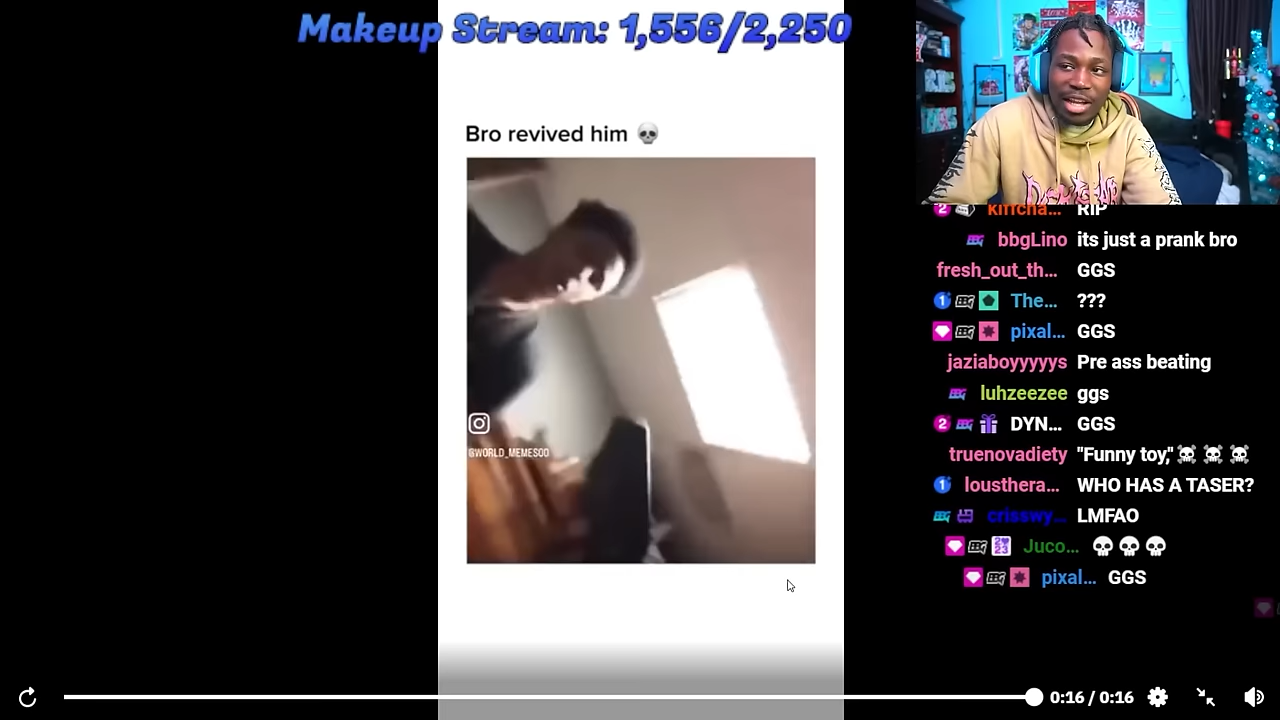 Makeup Stream: 1,556/2,250
Bro revived him 💀
@WORLD_MEMESOO
kiffcha... RIP
bbgLino its just a prank bro
fresh_out_th... GGS
The... ???
pixal... GGS
jaziaboyyyyys Pre ass beating
luhzeezee ggs
DYN... GGS
truenovadiety "Funny toy,"☠☠☠
lousthera... WHO HAS A TASER?
crisswy... LMFAO
Juco... 💀💀💀
pixal... GGS
0:16 / 0:16